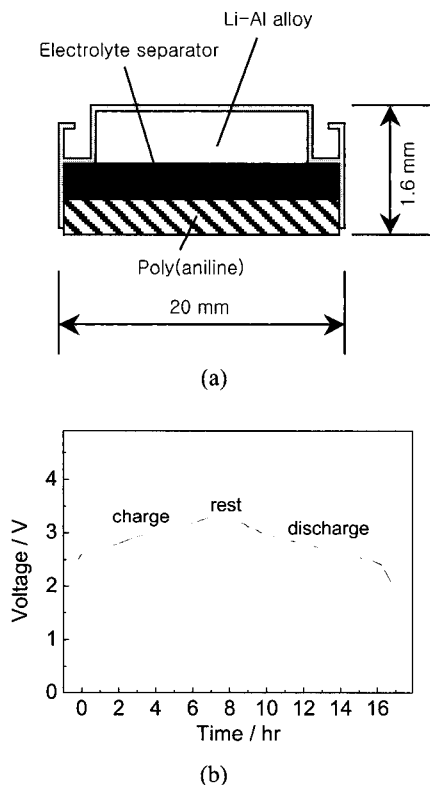 Li-Al alloy
Electrolyte separator
Poly(aniline)
1.6 mm
20 mm
(a)
Voltage / V
4
3
2
1
0
charge
rest
discharge
0 2 4 6 8 10 12 14 16
Time / hr
(b)